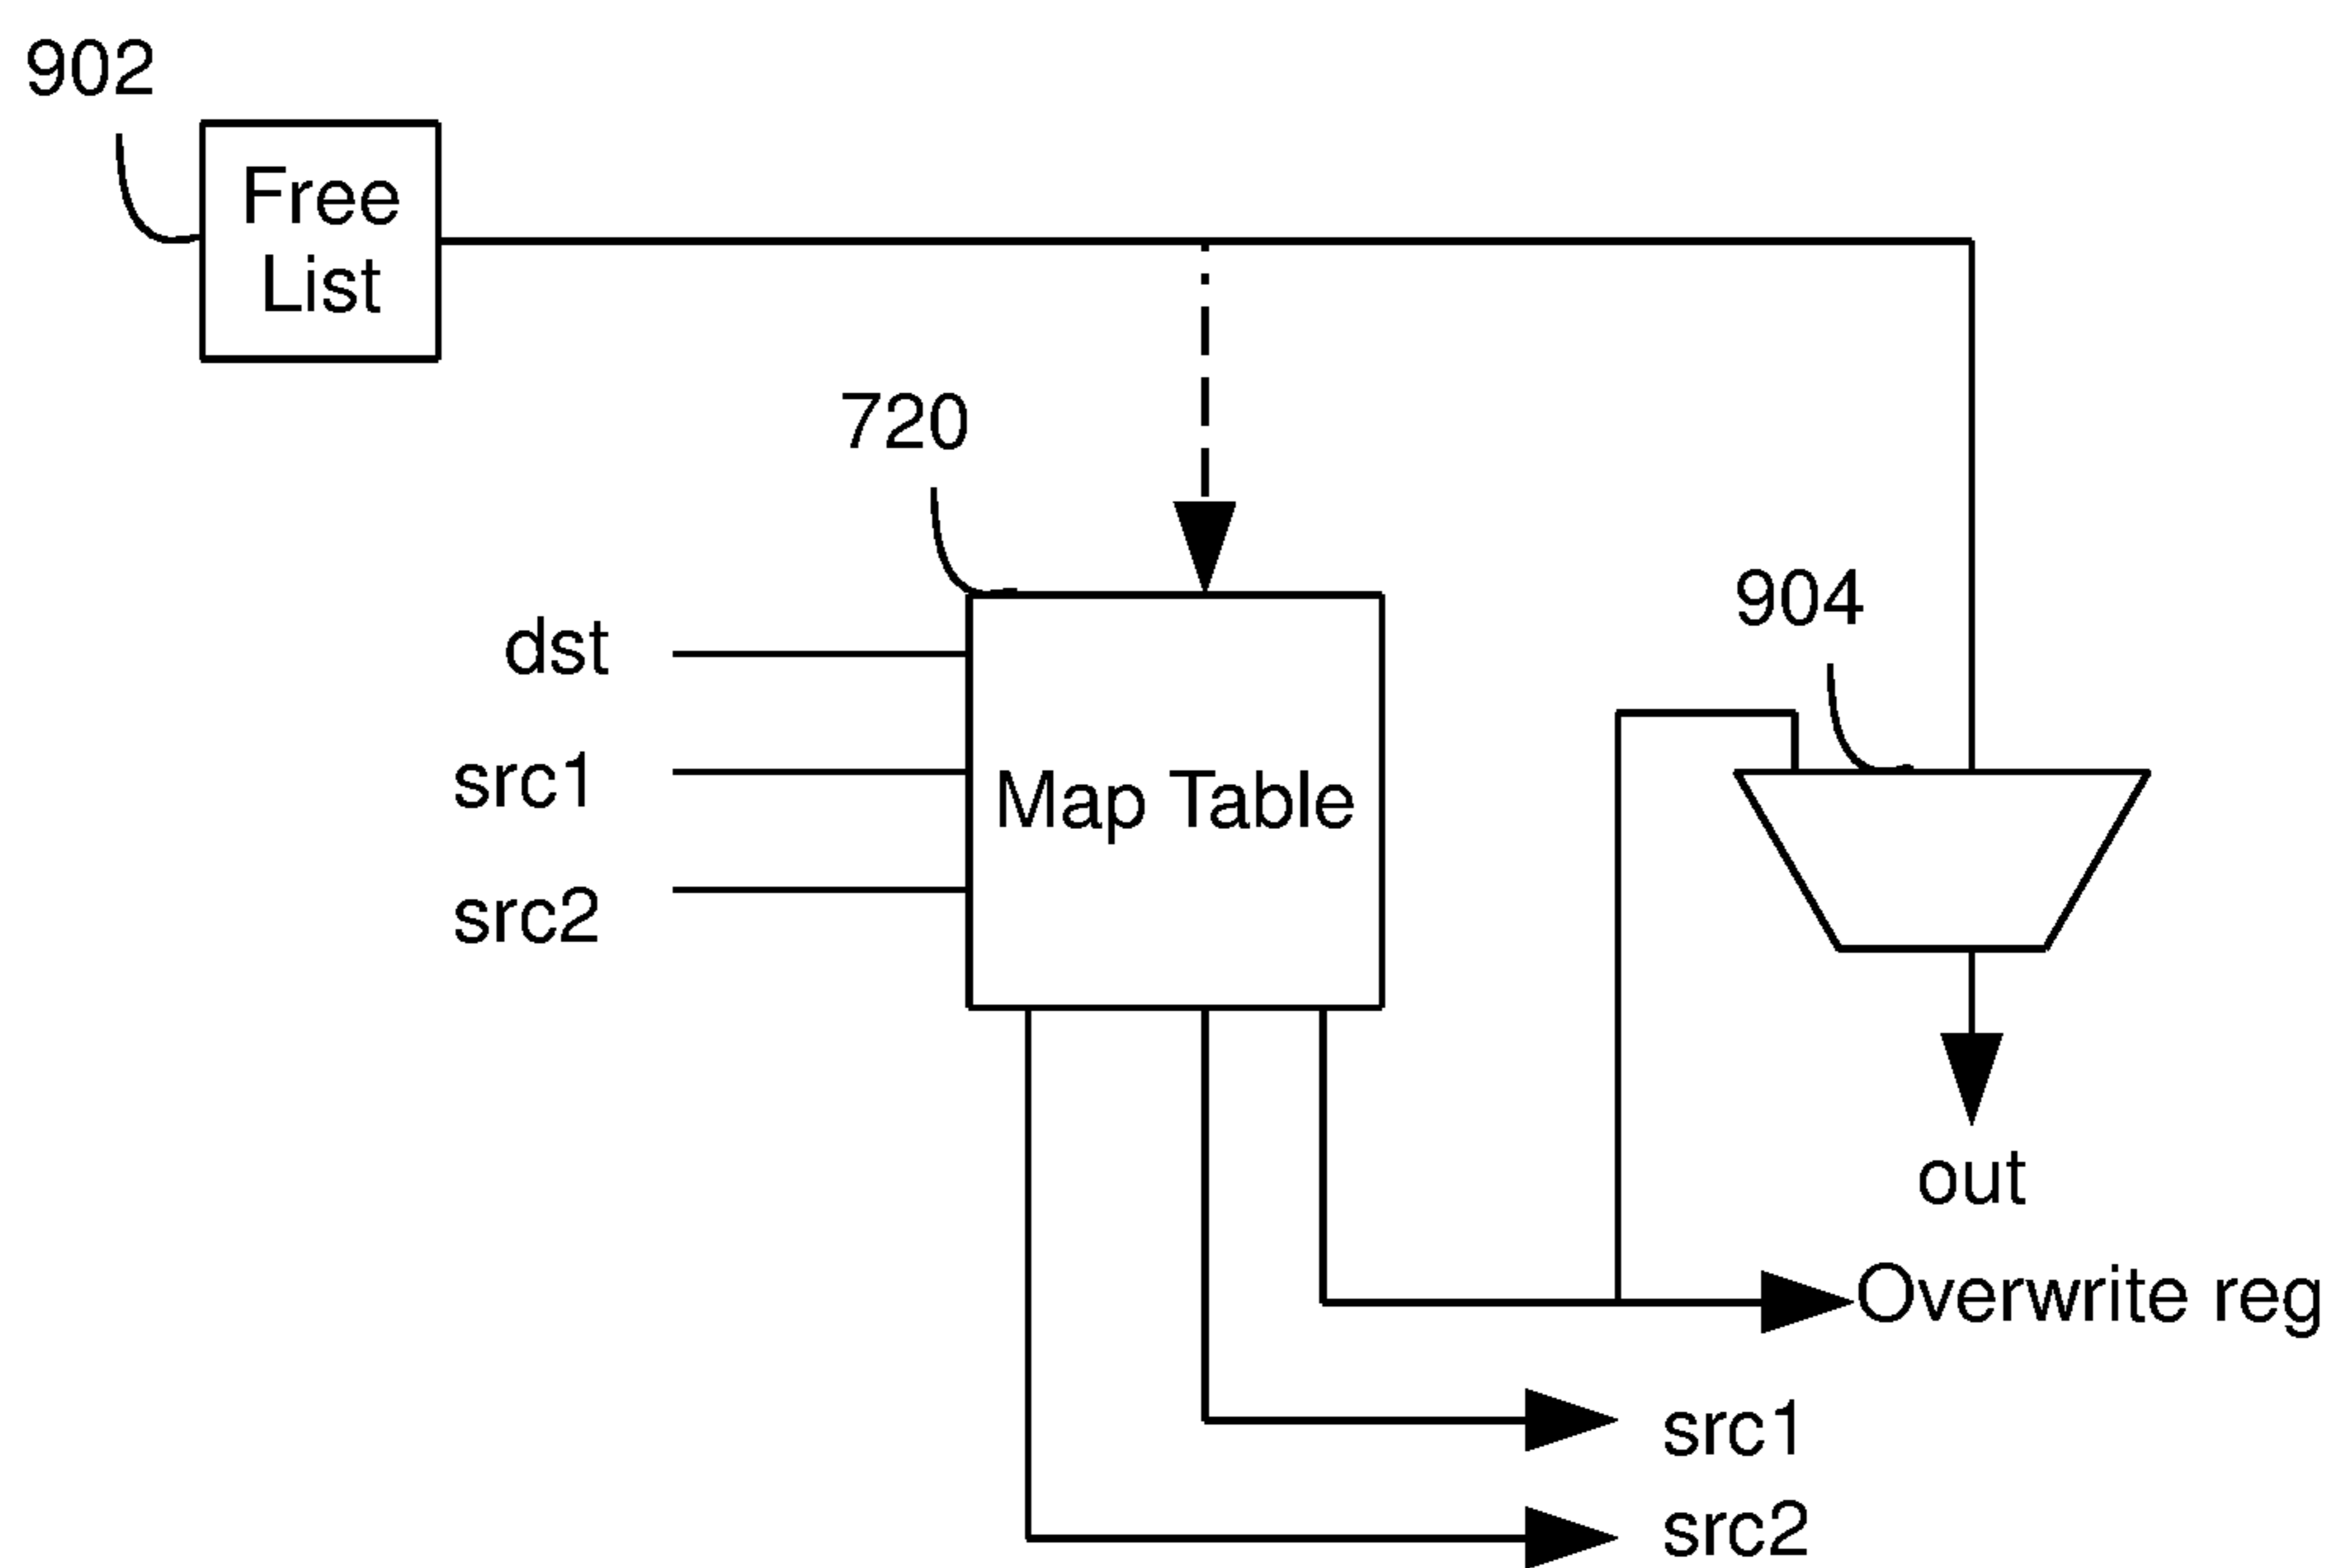 902
Free
List
720
904
dst
src1
Map Table
src2
out
Overwrite reg
src1
src2